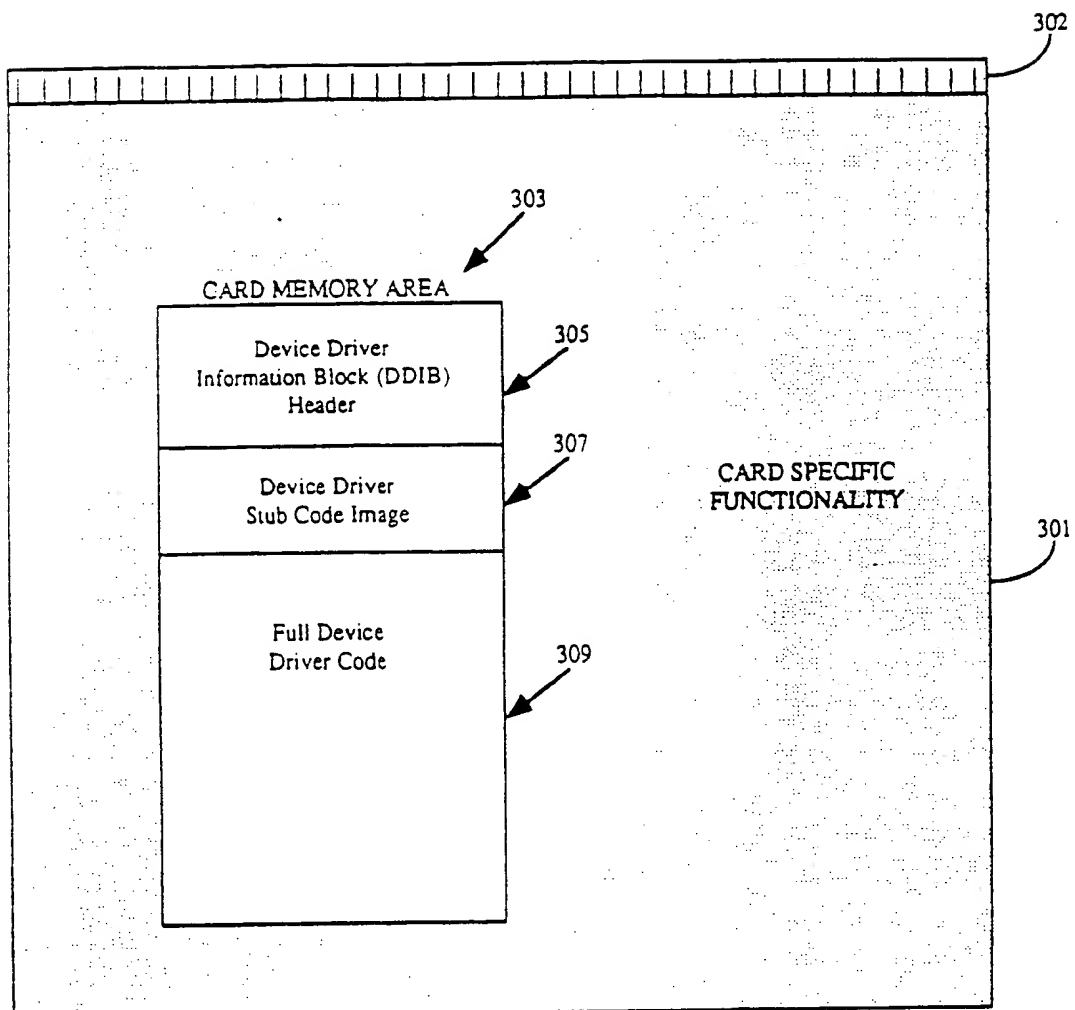 302
303
CARD MEMORY AREA
Device Driver
Information Block (DDIB)
Header
305
307
Device Driver
Stub Code Image
CARD SPECIFIC
FUNCTIONALITY
301
Full Device
Driver Code
309